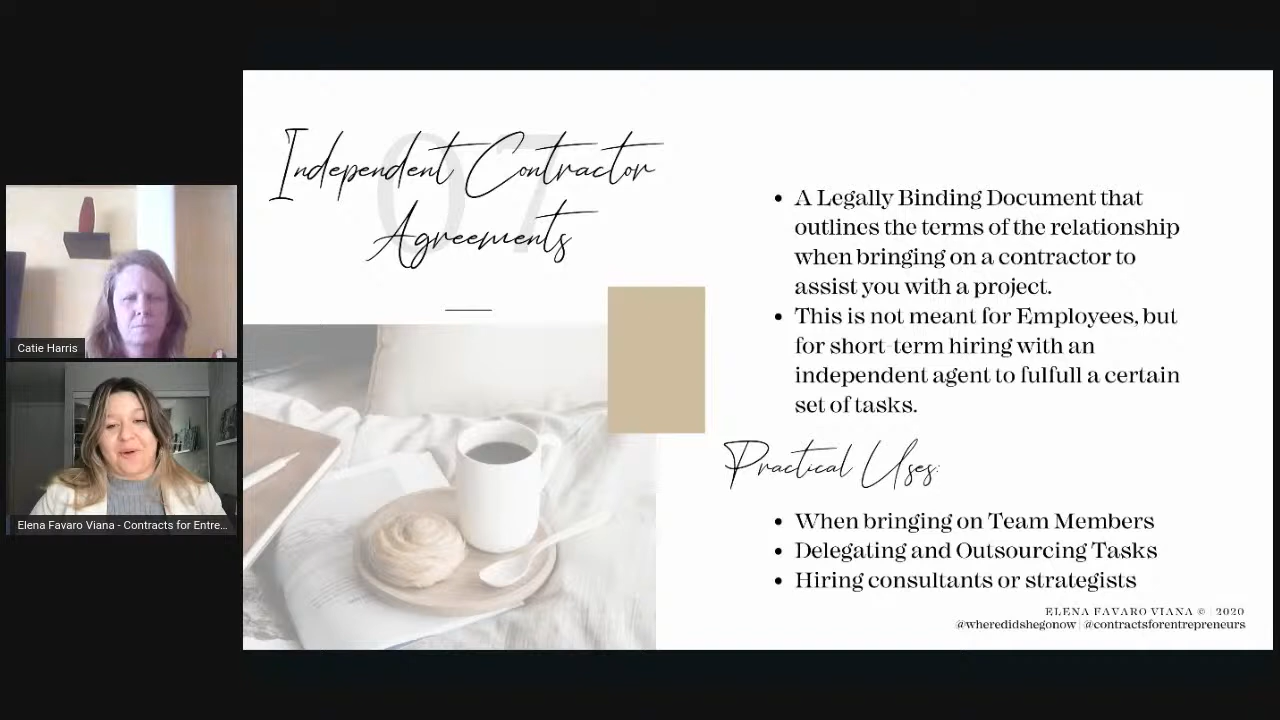 07
Independent Contractor
Agreements
A Legally Binding Document that
outlines the terms of the relationship
when bringing on a contractor to
assist you with a project.
This is not meant for Employees, but
for short-term hiring with an
independent agent to fulfull a certain
set of tasks.
Practical Uses:
When bringing on Team Members
Delegating and Outsourcing Tasks
Hiring consultants or strategists
ELENA FAVARO VIANA © | 2020
@wheredidshegonow | @contractsforentrepreneurs
Catie Harris
Elena Favaro Viana - Contracts for Entre...